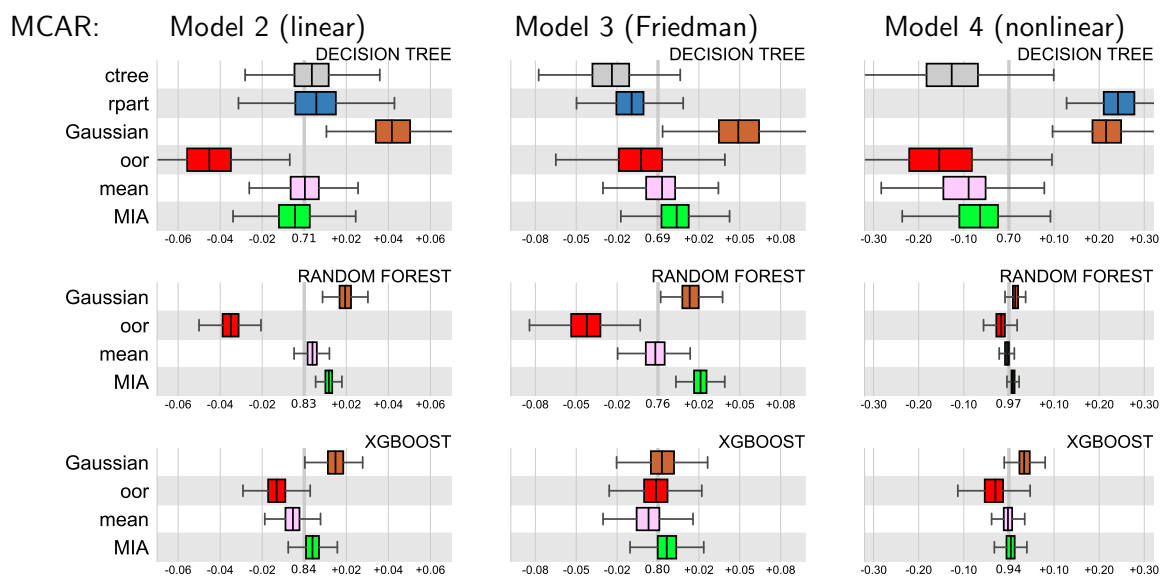 MCAR: Model 2 (linear) Model 3 (Friedman) Model 4 (nonlinear)
DECISION TREE DECISION TREE DECISION TREE
ctree
rpart
Gaussian
oor
mean
MIA
-0.06 -0.04 -0.02 0.71 +0.02 +0.04 +0.06 -0.08 -0.05 -0.02 0.69 +0.02 +0.05 +0.08 -0.30 -0.20 -0.10 0.70 +0.10 +0.20 +0.30
RANDOM FOREST RANDOM FOREST RANDOM FOREST
Gaussian
oor
mean
MIA
-0.06 -0.04 -0.02 0.83 +0.02 +0.04 +0.06 -0.08 -0.05 -0.02 0.76 +0.02 +0.05 +0.08 -0.30 -0.20 -0.10 0.97 +0.10 +0.20 +0.30
XGBOOST XGBOOST XGBOOST
Gaussian
oor
mean
MIA
-0.06 -0.04 -0.02 0.84 +0.02 +0.04 +0.06 -0.08 -0.05 -0.02 0.80 +0.02 +0.05 +0.08 -0.30 -0.20 -0.10 0.94 +0.10 +0.20 +0.30